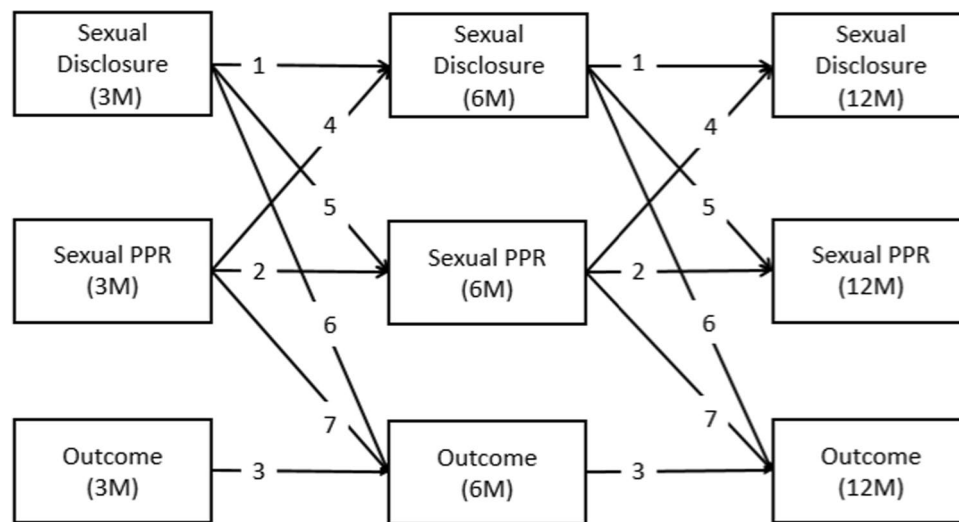 Sexual
Disclosure
(3M)
1
Sexual
Disclosure
(6M)
1
Sexual
Disclosure
(12M)
4
4
5
5
Sexual PPR
(3M)
2
Sexual PPR
(6M)
2
Sexual PPR
(12M)
6
6
7
7
Outcome
(3M)
3
Outcome
(6M)
3
Outcome
(12M)